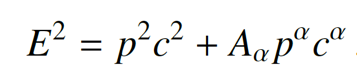 E² = p²c² + A_α p^α c^α